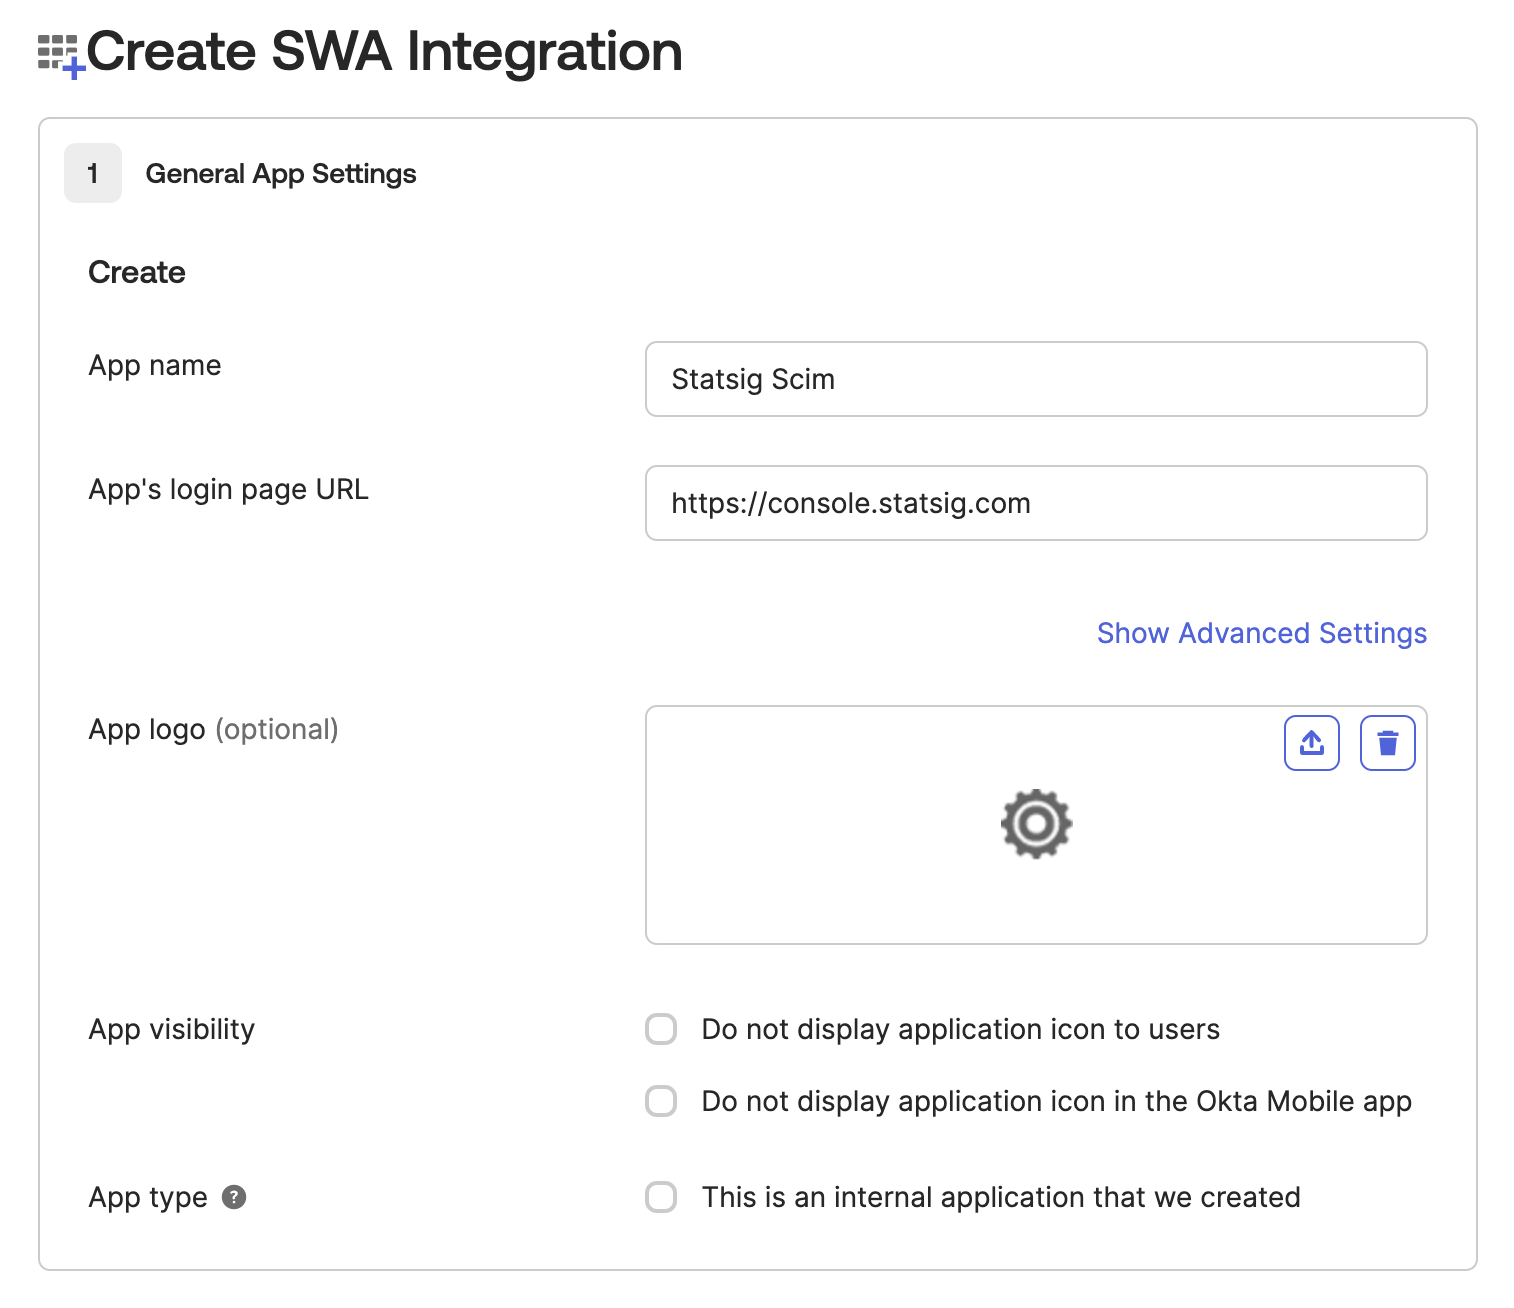 Create SWA Integration
1 General App Settings
Create
App name
Statsig Scim
App's login page URL
https://console.statsig.com
Show Advanced Settings
App logo (optional)
App visibility
Do not display application icon to users
Do not display application icon in the Okta Mobile app
App type ?
This is an internal application that we created